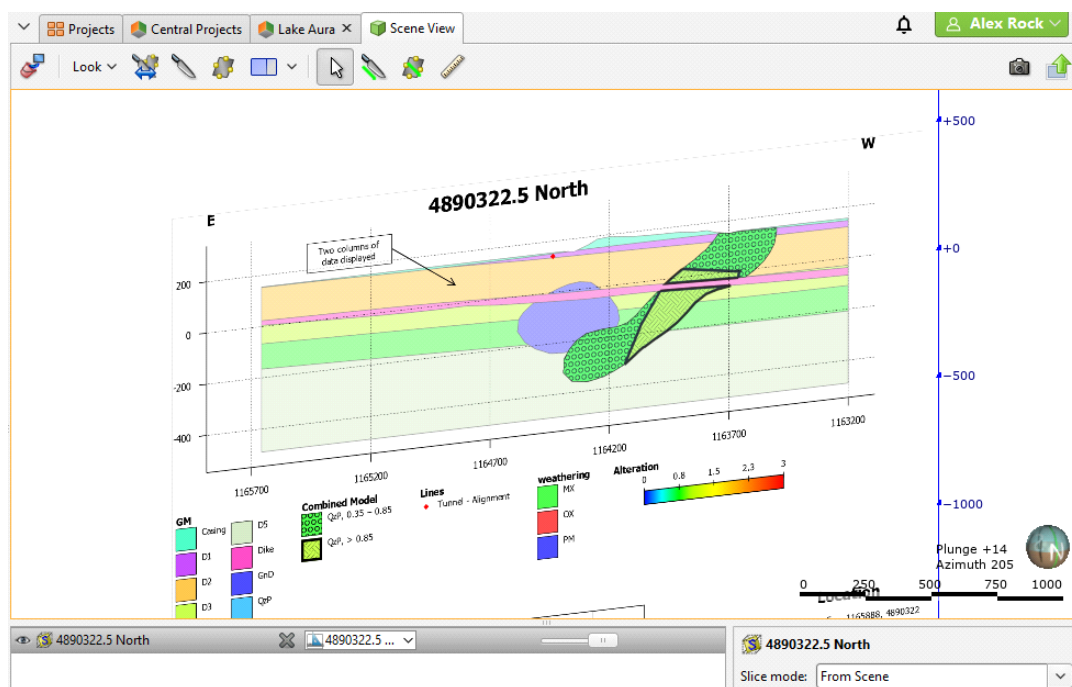 Projects
Central Projects
Lake Aura
Scene View
Alex Rock
Look
+500
W
4890322.5 North
E
Two columns of
data displayed
+0
200
0
-200
-400
−500
1165700
1165200
1164700
1164200
1163700
1163200
GM
Casing
D1
D2
D3
D5
Dike
GnD
QzP
Combined Model
QzP, 0.35 - 0.85
QzP, > 0.85
Lines
Tunnel - Alignment
weathering
MX
OX
PM
Alteration
0
0.8
1.5
2.3
3
−1000
Plunge +14
Azimuth 205
N
0
250
500
750
1000
Location
1165888, 4890322
4890322.5 North
4890322.5 ...
4890322.5 North
Slice mode:
From Scene